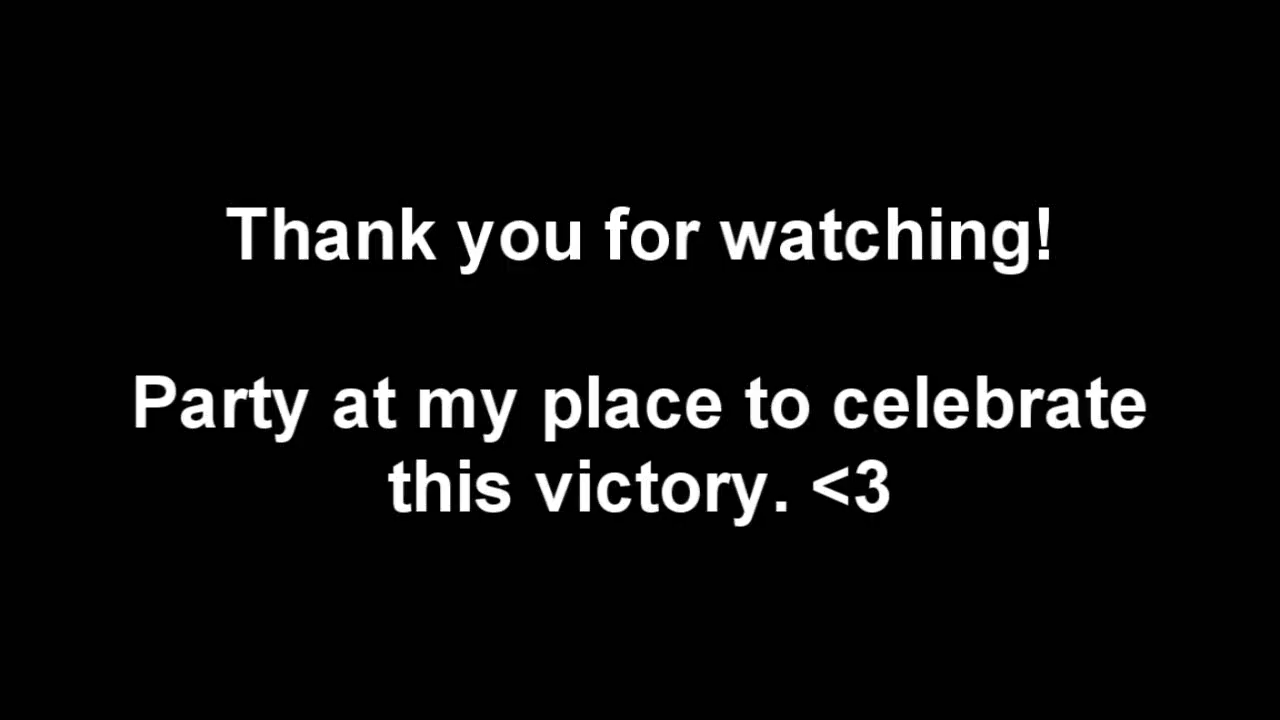 Thank you for watching!
Party at my place to celebrate
this victory. <3